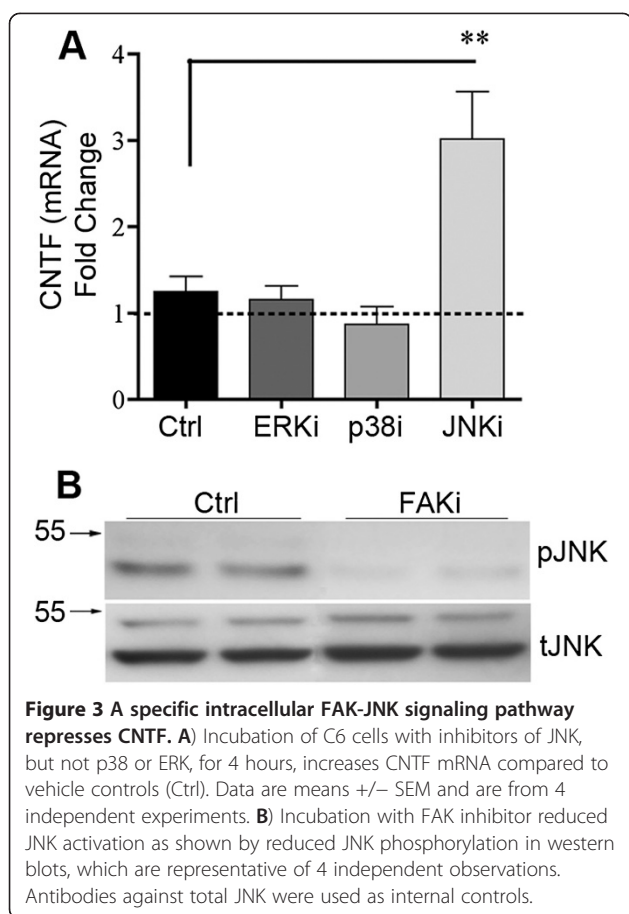 A
**
4
3
2
1
0
CNTF (mRNA)
Fold Change
Ctrl ERKi p38i JNKi
B
Ctrl FAKi
55
pJNK
55
tJNK
Figure 3 A specific intracellular FAK-JNK signaling pathway
represses CNTF. A) Incubation of C6 cells with inhibitors of JNK,
but not p38 or ERK, for 4 hours, increases CNTF mRNA compared to
vehicle controls (Ctrl). Data are means +/− SEM and are from 4
independent experiments. B) Incubation with FAK inhibitor reduced
JNK activation as shown by reduced JNK phosphorylation in western
blots, which are representative of 4 independent observations.
Antibodies against total JNK were used as internal controls.